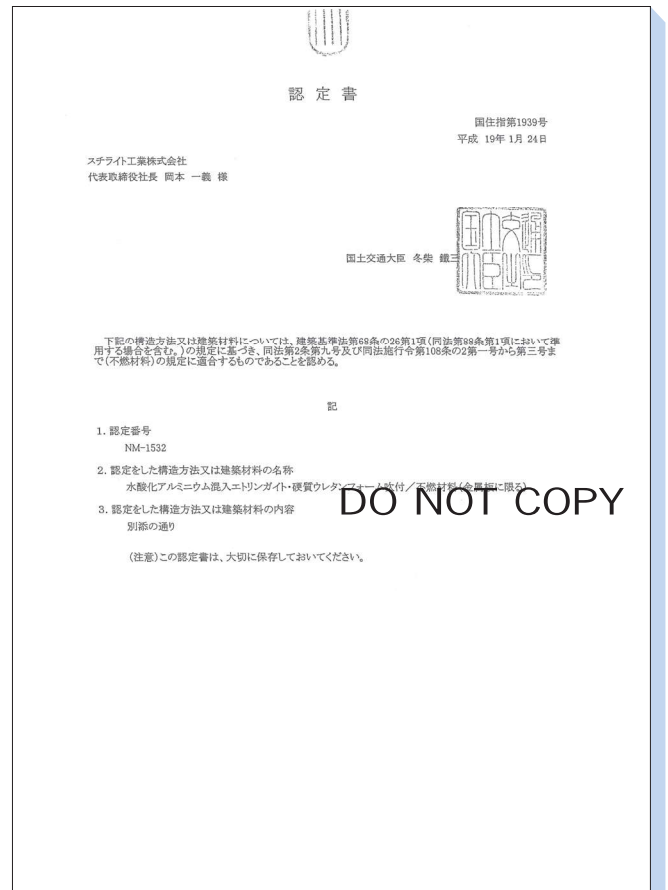 認 定 書
国住指第1939号
平成 19年 1月 24日
スチライト工業株式会社
代表取締役社長 岡本 一義 様
国土交通大臣 冬柴 鐵三
下記の構造方法又は建築材料については、建築基準法第68条の26第1項(同法第88条第1項において準
用する場合を含む。)の規定に基づき、同法第2条第九号及び同法施行令第108条の2第一号から第三号ま
で(不燃材料)の規定に適合するものであることを認める。
記
1. 認定番号
NM-1532
2. 認定をした構造方法又は建築材料の名称
水酸化アルミニウム混入エトリンガイト・硬質ウレタンフォーム吹付/不燃材料(金属板に限る)
DO NOT COPY
3. 認定をした構造方法又は建築材料の内容
別添の通り
(注意)この認定書は、大切に保存しておいてください。